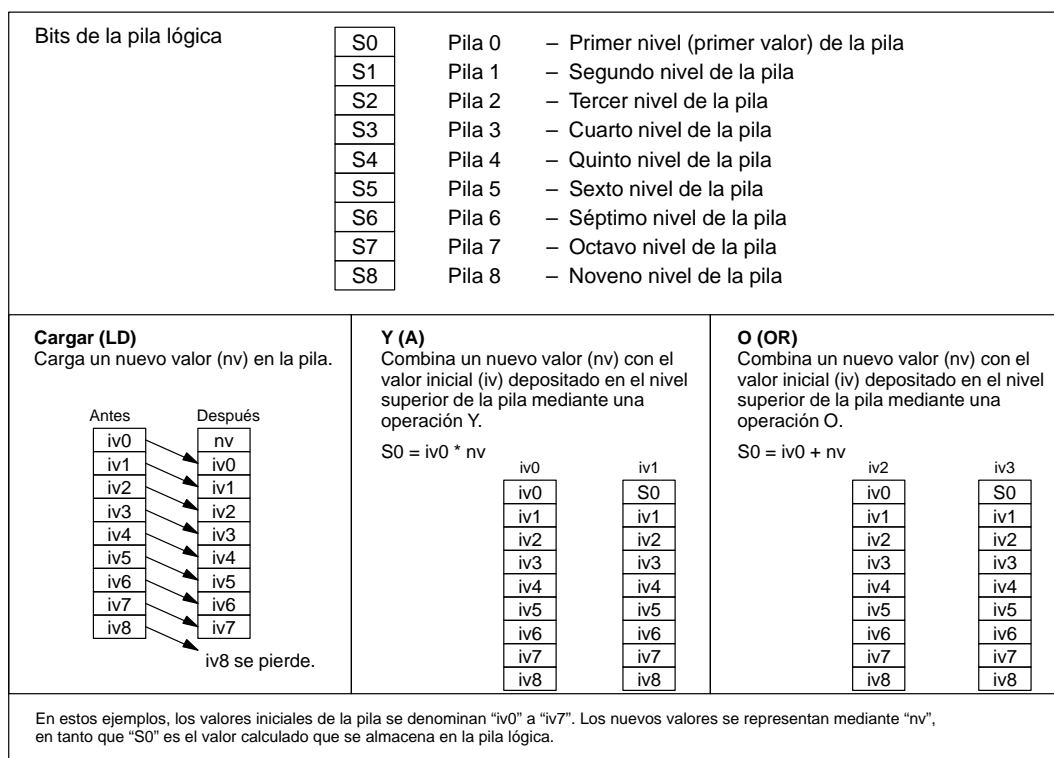 Bits de la pila lógica
S0 Pila 0 – Primer nivel (primer valor) de la pila
S1 Pila 1 – Segundo nivel de la pila
S2 Pila 2 – Tercer nivel de la pila
S3 Pila 3 – Cuarto nivel de la pila
S4 Pila 4 – Quinto nivel de la pila
S5 Pila 5 – Sexto nivel de la pila
S6 Pila 6 – Séptimo nivel de la pila
S7 Pila 7 – Octavo nivel de la pila
S8 Pila 8 – Noveno nivel de la pila
Cargar (LD)
Carga un nuevo valor (nv) en la pila.
Antes Después
iv0 nv
iv1 iv0
iv2 iv1
iv3 iv2
iv4 iv3
iv5 iv4
iv6 iv5
iv7 iv6
iv8 iv7
iv8 se pierde.
Y (A)
Combina un nuevo valor (nv) con el
valor inicial (iv) depositado en el nivel
superior de la pila mediante una
operación Y.
S0 = iv0 * nv
iv0 iv1
iv0 S0
iv1 iv1
iv2 iv2
iv3 iv3
iv4 iv4
iv5 iv5
iv6 iv6
iv7 iv7
iv8 iv8
O (OR)
Combina un nuevo valor (nv) con el
valor inicial (iv) depositado en el nivel
superior de la pila mediante una
operación O.
S0 = iv0 + nv
iv2 iv3
iv0 S0
iv1 iv1
iv2 iv2
iv3 iv3
iv4 iv4
iv5 iv5
iv6 iv6
iv7 iv7
iv8 iv8
En estos ejemplos, los valores iniciales de la pila se denominan “iv0” a “iv7”. Los nuevos valores se representan mediante “nv”,
en tanto que “S0” es el valor calculado que se almacena en la pila lógica.